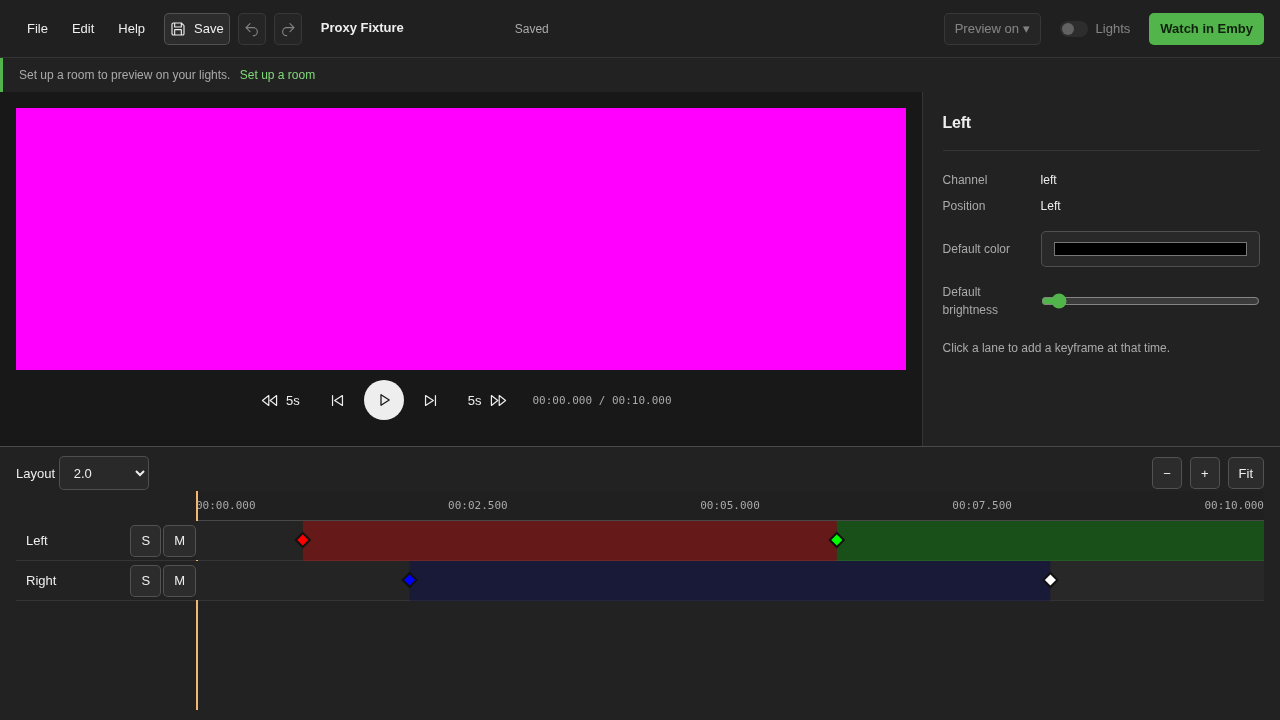 File Edit Help Save Proxy Fixture Saved Preview on ▾ Lights Watch in Emby
Set up a room to preview on your lights. Set up a room
Left
Channel left
Position Left
Default color
Default brightness
Click a lane to add a keyframe at that time.
5s 5s 00:00.000 / 00:10.000
Layout 2.0 − + Fit
00:00.000 00:02.500 00:05.000 00:07.500 00:10.000
Left S M
Right S M